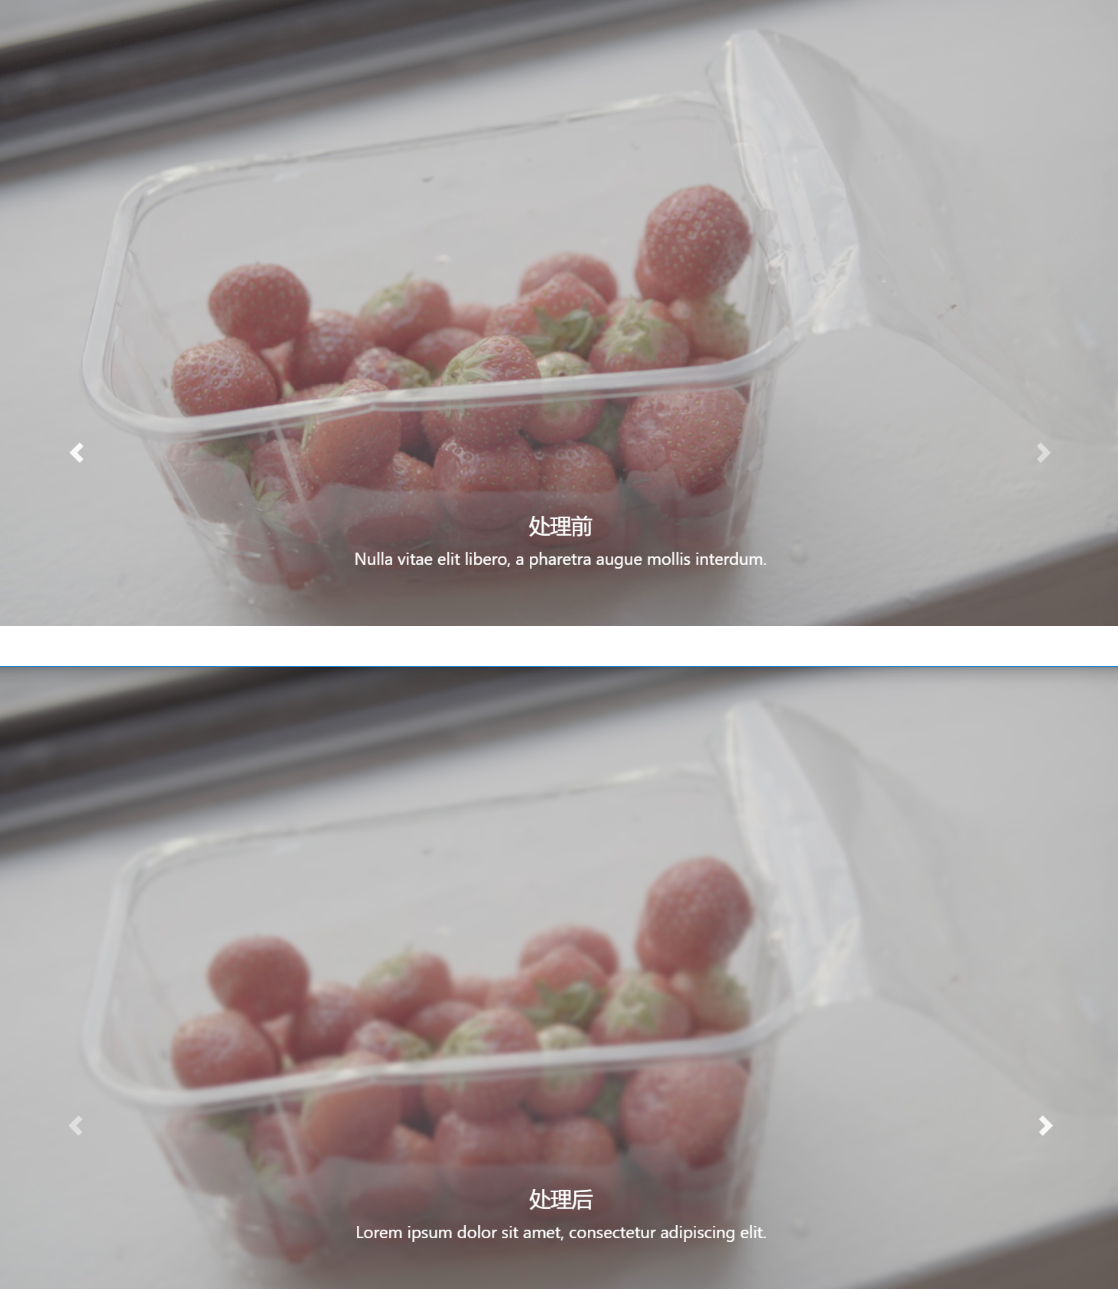 处理前
Nulla vitae elit libero, a pharetra augue mollis interdum.
处理后
Lorem ipsum dolor sit amet, consectetur adipiscing elit.